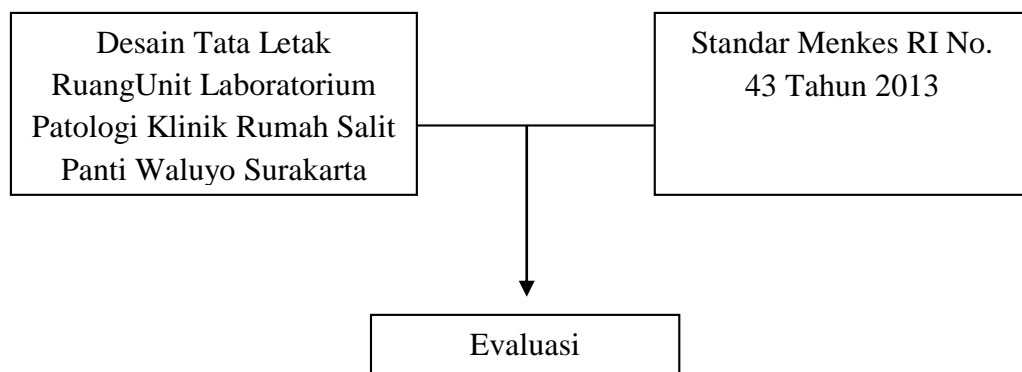 Desain Tata Letak
RuangUnit Laboratorium
Patologi Klinik Rumah Salit
Panti Waluyo Surakarta
Standar Menkes RI No.
43 Tahun 2013
Evaluasi